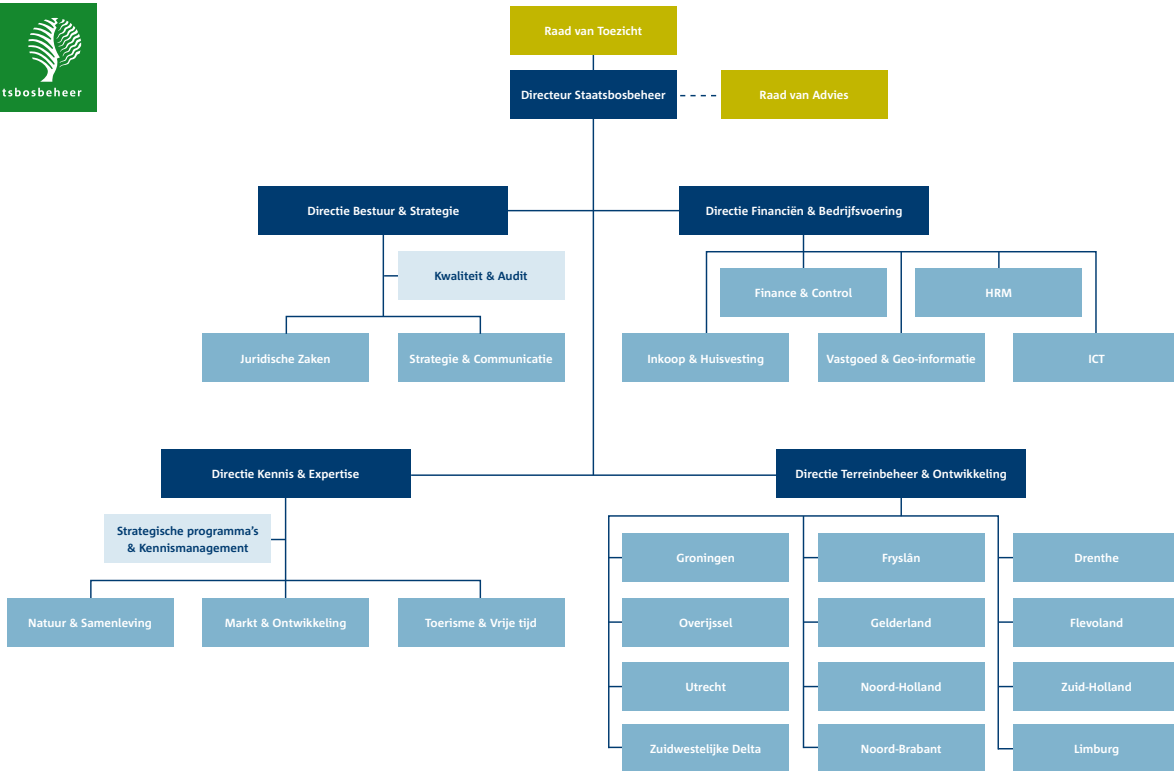 Raad van Toezicht
tsbosbeheer
Directeur Staatsbosbeheer
Raad van Advies
Directie Bestuur & Strategie
Directie Financiën & Bedrijfsvoering
Kwaliteit & Audit
Finance & Control
HRM
Juridische Zaken
Strategie & Communicatie
Inkoop & Huisvesting
Vastgoed & Geo-informatie
ICT
Directie Kennis & Expertise
Directie Terreinbeheer & Ontwikkeling
Strategische programma's
& Kennismanagement
Groningen
Fryslân
Drenthe
Natuur & Samenleving
Markt & Ontwikkeling
Toerisme & Vrije tijd
Overijssel
Gelderland
Flevoland
Utrecht
Noord-Holland
Zuid-Holland
Zuidwestelijke Delta
Noord-Brabant
Limburg